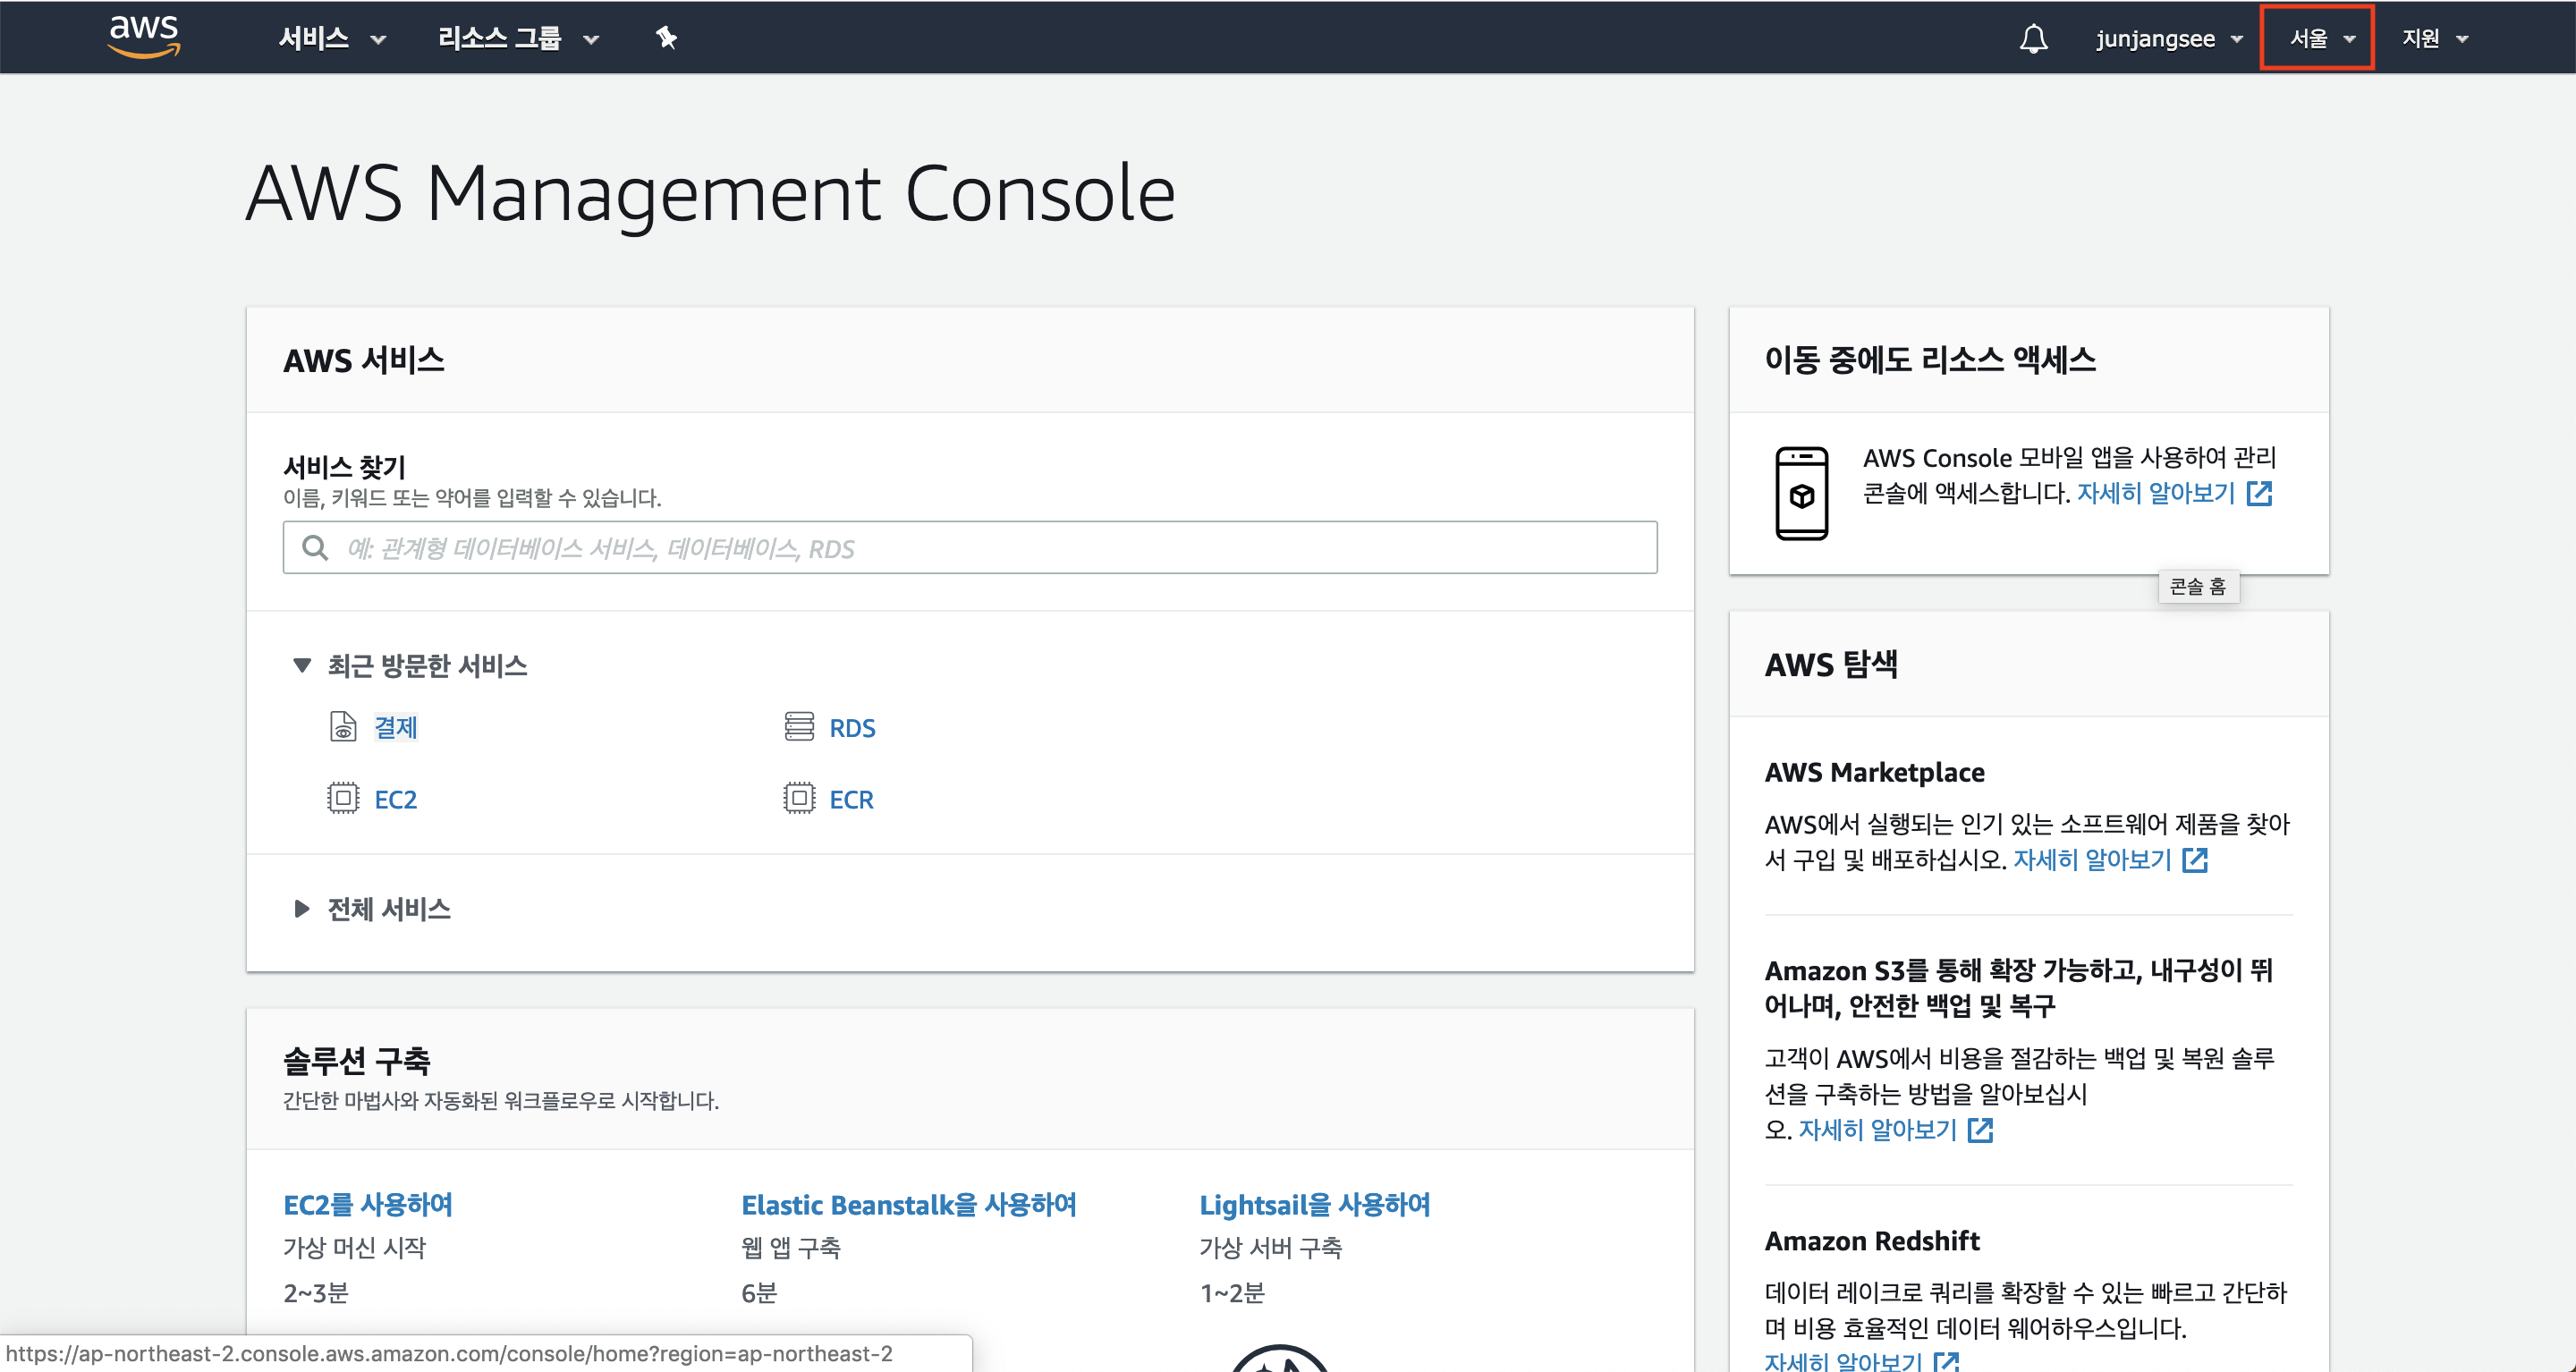 aws 서비스 리소스 그룹 junjangsee 서울 지원
AWS Management Console
AWS 서비스
서비스 찾기
이름, 키워드 또는 약어를 입력할 수 있습니다.
예: 관계형 데이터베이스 서비스, 데이터베이스, RDS
최근 방문한 서비스
결제 RDS
EC2 ECR
전체 서비스
솔루션 구축
간단한 마법사와 자동화된 워크플로우로 시작합니다.
EC2를 사용하여
가상 머신 시작
2~3분
Elastic Beanstalk을 사용하여
웹 앱 구축
6분
Lightsail을 사용하여
가상 서버 구축
1~2분
이동 중에도 리소스 액세스
AWS Console 모바일 앱을 사용하여 관리
콘솔에 액세스합니다. 자세히 알아보기
콘솔 홈
AWS 탐색
AWS Marketplace
AWS에서 실행되는 인기 있는 소프트웨어 제품을 찾아
서 구입 및 배포하십시오. 자세히 알아보기
Amazon S3를 통해 확장 가능하고, 내구성이 뛰
어나며, 안전한 백업 및 복구
고객이 AWS에서 비용을 절감하는 백업 및 복원 솔루
션을 구축하는 방법을 알아보십시
오. 자세히 알아보기
Amazon Redshift
데이터 레이크로 쿼리를 확장할 수 있는 빠르고 간단하
며 비용 효율적인 데이터 웨어하우스입니다.
자세히 알아보기
https://ap-northeast-2.console.aws.amazon.com/console/home?region=ap-northeast-2